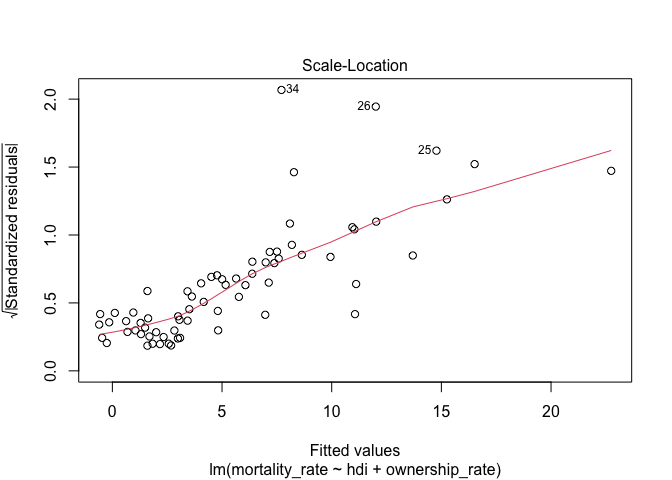 Scale-Location
√|Standardized residuals|
2.0
1.5
1.0
0.5
0.0
34
26
25
0 5 10 15 20
Fitted values
lm(mortality_rate ~ hdi + ownership_rate)